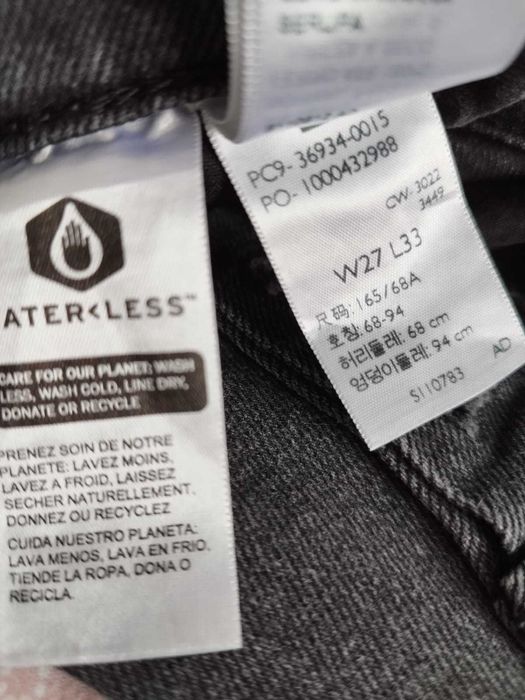 PC9- 36934-0015
PO- 1000432988
CW- 3022
3449
W27 L33
尺码: 165/68A
호칭: 68-94
허리둘레: 68 cm
엉덩이둘레: 94 cm
S110783
AO
ATER<LESS™
CARE FOR OUR PLANET: WASH
LESS, WASH COLD, LINE DRY,
DONATE OR RECYCLE
PRENEZ SOIN DE NOTRE
PLANETE: LAVEZ MOINS,
LAVEZ A FROID, LAISSEZ
SECHER NATURELLEMENT,
DONNEZ OU RECYCLEZ
CUIDA NUESTRO PLANETA:
LAVA MENOS, LAVA EN FRIO,
TIENDE LA ROPA, DONA O
RECICLA.